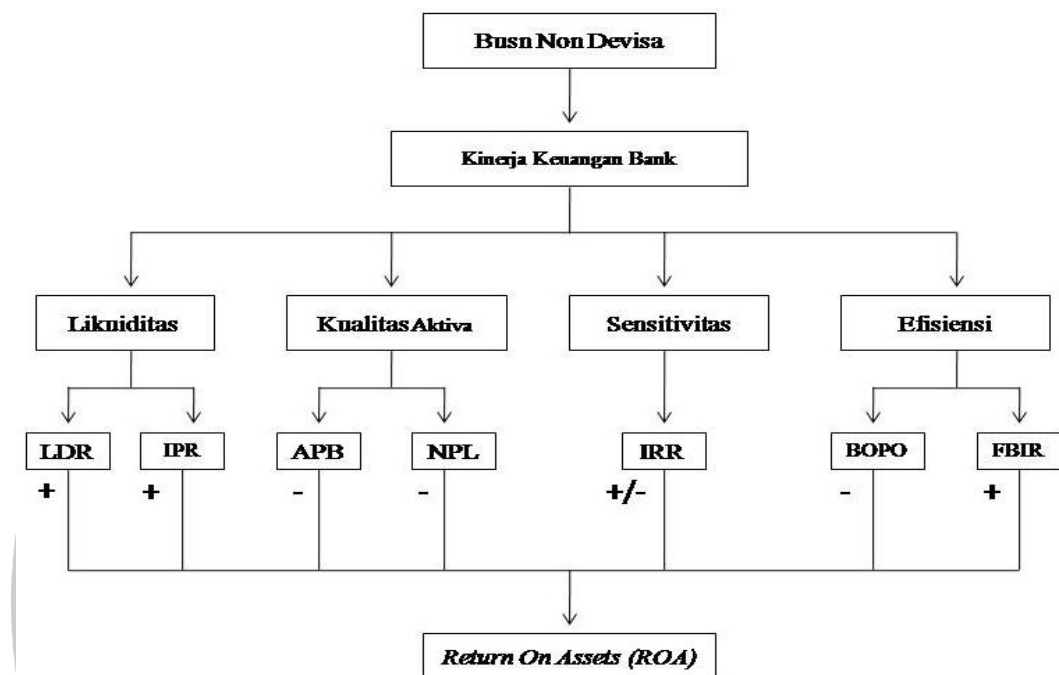 Busn Non Devisa
Kinerja Keuangan Bank
Likuiditas
Kualitas Aktiva
Sensitivitas
Efisiensi
LDR
IPR
APB
NPL
IRR
BOPO
FBIR
+
+
-
-
+/-
-
+
Return On Assets (ROA)